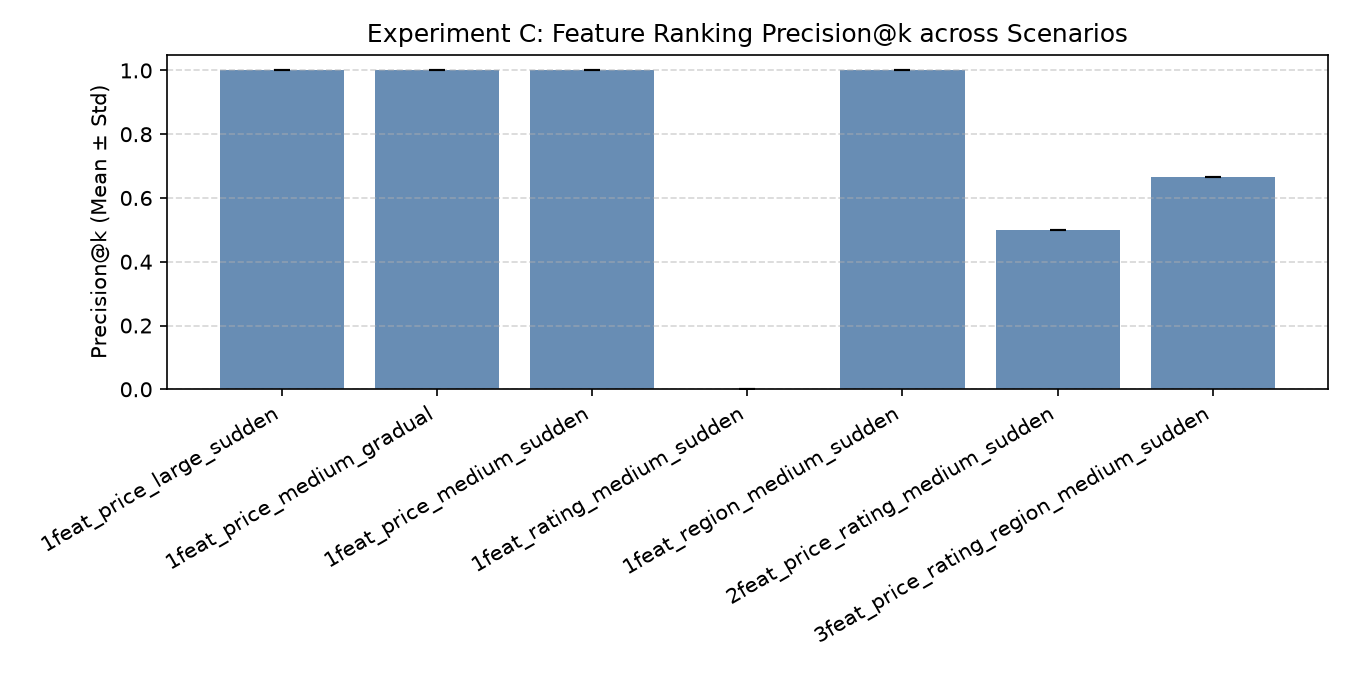 Experiment C: Feature Ranking Precision@k across Scenarios
Precision@k (Mean ± Std)
1.0
0.8
0.6
0.4
0.2
0.0
1feat_price_large_sudden
1feat_price_medium_gradual
1feat_price_medium_sudden
1feat_rating_medium_sudden
1feat_region_medium_sudden
2feat_price_rating_medium_sudden
3feat_price_rating_region_medium_sudden